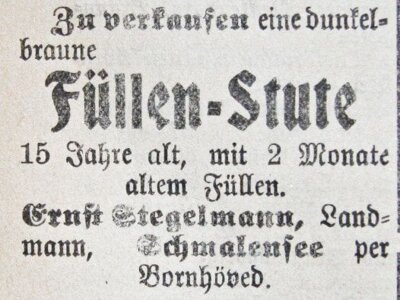 Zu verkaufen eine dunkel-
braune
Füllen-Stute
15 Jahre alt, mit 2 Monate
altem Füllen.
Ernst Stegelmann, Land-
mann, Schmalensee per
Bornhöved.